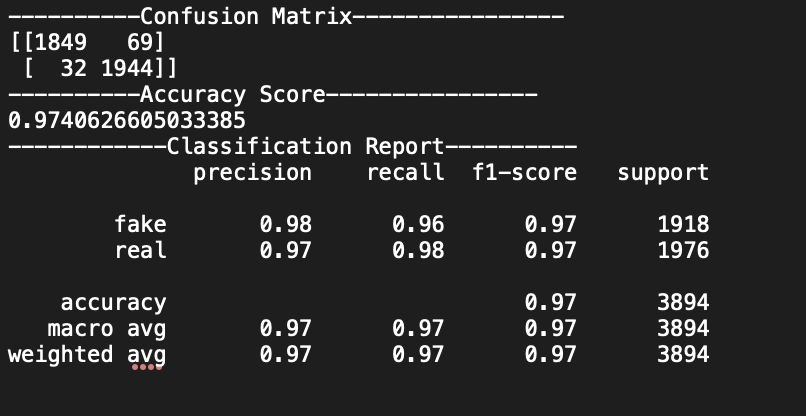 ----------Confusion Matrix----------------
[[1849   69]
 [  32 1944]]
----------Accuracy Score----------------
0.9740626605033385
------------Classification Report----------
              precision    recall  f1-score   support

        fake       0.98      0.96      0.97      1918
        real       0.97      0.98      0.97      1976

    accuracy                           0.97      3894
   macro avg       0.97      0.97      0.97      3894
weighted avg       0.97      0.97      0.97      3894